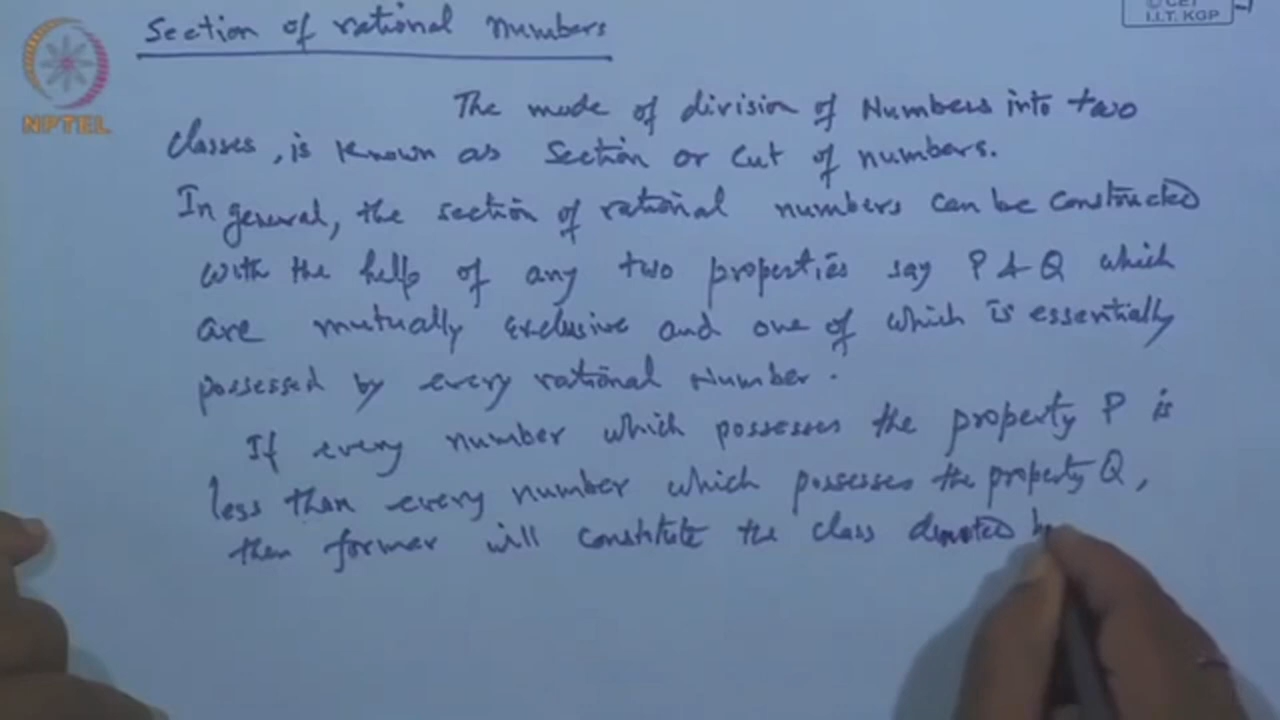 Section of rational Numbers
© CET
I.I.T. KGP
NPTEL
The mode of division of Numbers into two
classes, is known as Section or Cut of numbers.
In general, the section of rational numbers can be constructed
with the help of any two properties say P & Q which
are mutually exclusive and one of which is essentially
possessed by every rational Number.
If every number which possesses the property P is
less than every number which possesses the property Q,
then former will constitute the class denoted